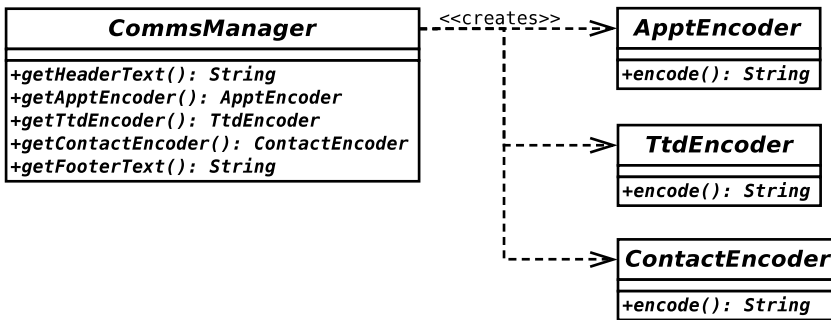 CommsManager
+getHeaderText(): String
+getApptEncoder(): ApptEncoder
+getTtdEncoder(): TtdEncoder
+getContactEncoder(): ContactEncoder
+getFooterText(): String
<<creates>>
ApptEncoder
+encode(): String
TtdEncoder
+encode(): String
ContactEncoder
+encode(): String